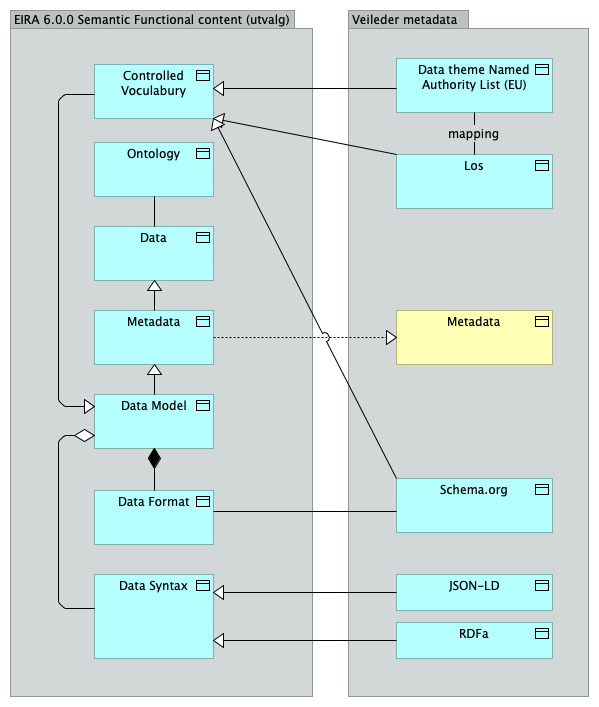 EIRA 6.0.0 Semantic Functional content (utvalg)
Controlled
Voculabury
Ontology
Data
Metadata
Data Model
Data Format
Data Syntax
Veileder metadata
Data theme Named
Authority List (EU)
mapping
Los
Metadata
Schema.org
JSON-LD
RDFa